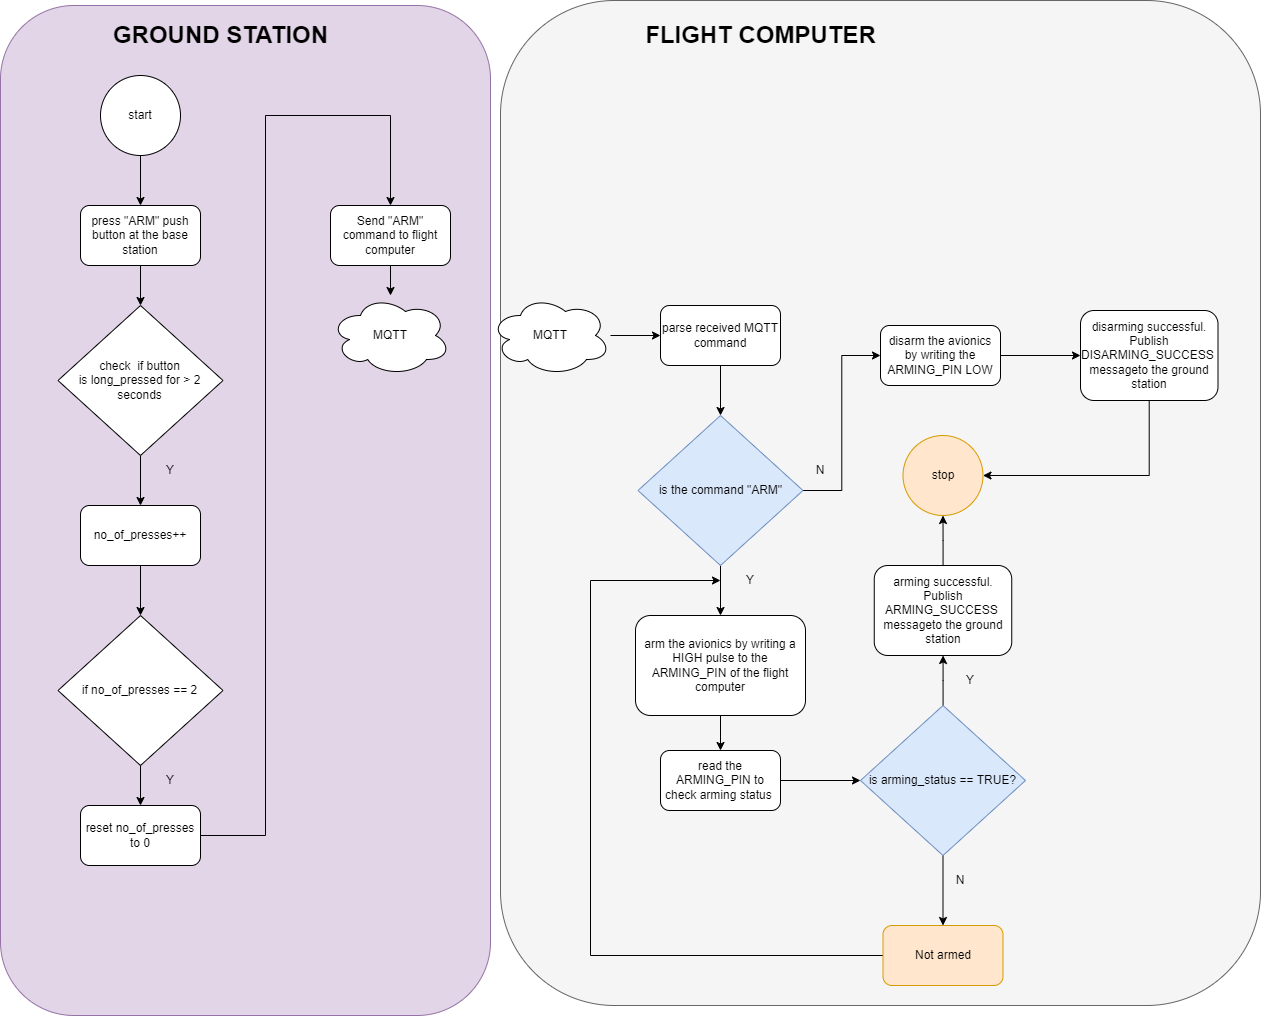 GROUND STATION
start
press "ARM" push
button at the base
station
check  if button
is long_pressed for > 2
seconds
Y
no_of_presses++
if no_of_presses == 2
Y
reset no_of_presses
to 0
Send "ARM"
command to flight
computer
MQTT
FLIGHT COMPUTER
MQTT
parse received MQTT
command
is the command "ARM"
N
disarm the avionics
by writing the
ARMING_PIN LOW
disarming successful.
Publish
DISARMING_SUCCESS
messageto the ground
station
stop
Y
arm the avionics by writing a
HIGH pulse to the
ARMING_PIN of the flight
computer
read the
ARMING_PIN to
check arming status
is arming_status == TRUE?
Y
arming successful.
Publish
ARMING_SUCCESS
messageto the ground
station
N
Not armed